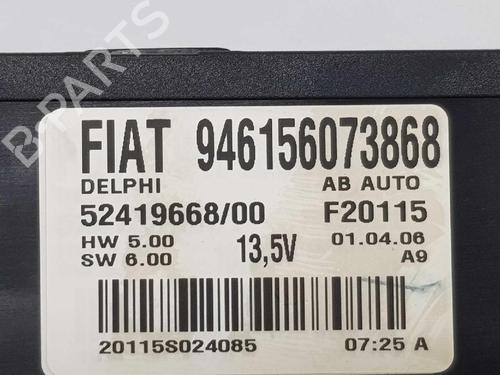 B-PARTS
FIAT 946156073868
DELPHI AB AUTO
52419668/00 F20115
HW 5.00 13,5V 01.04.06
SW 6.00 A9
20115S024085 07:25 A